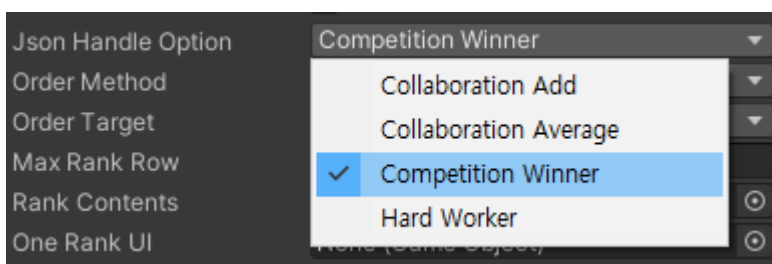 Json Handle Option
Competition Winner
Order Method
Order Target
Max Rank Row
Rank Contents
One Rank UI
Collaboration Add
Collaboration Average
Competition Winner
Hard Worker